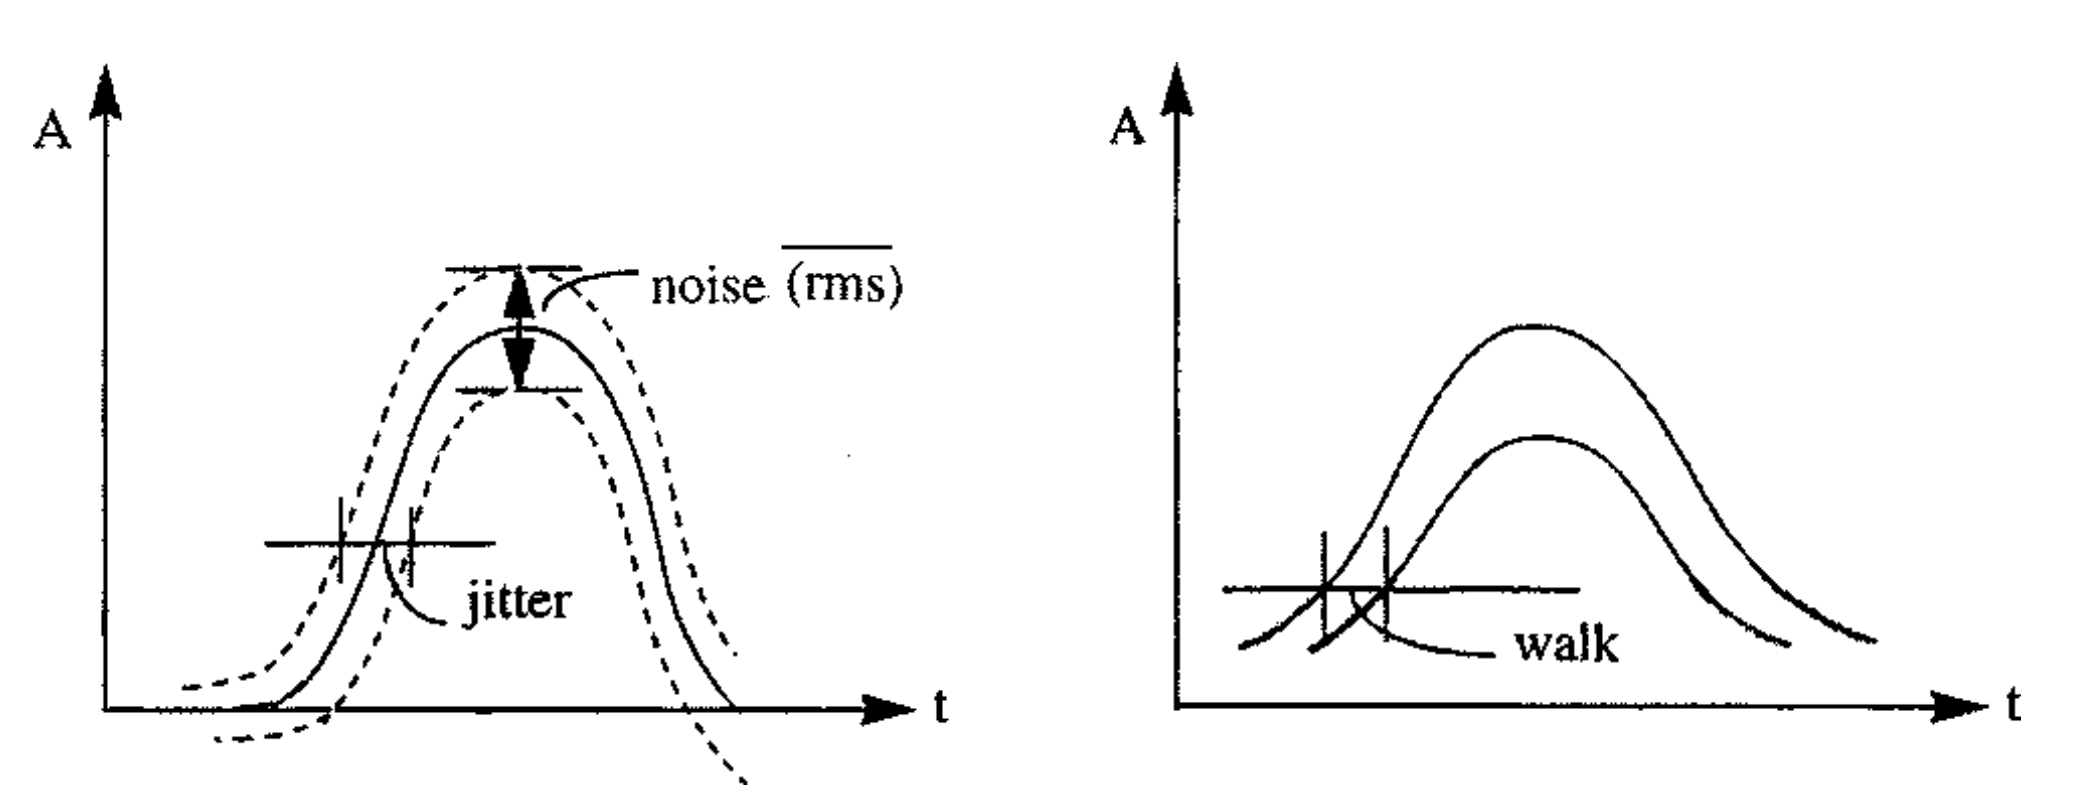 A
noise (rms)
jitter
t
A
walk
t